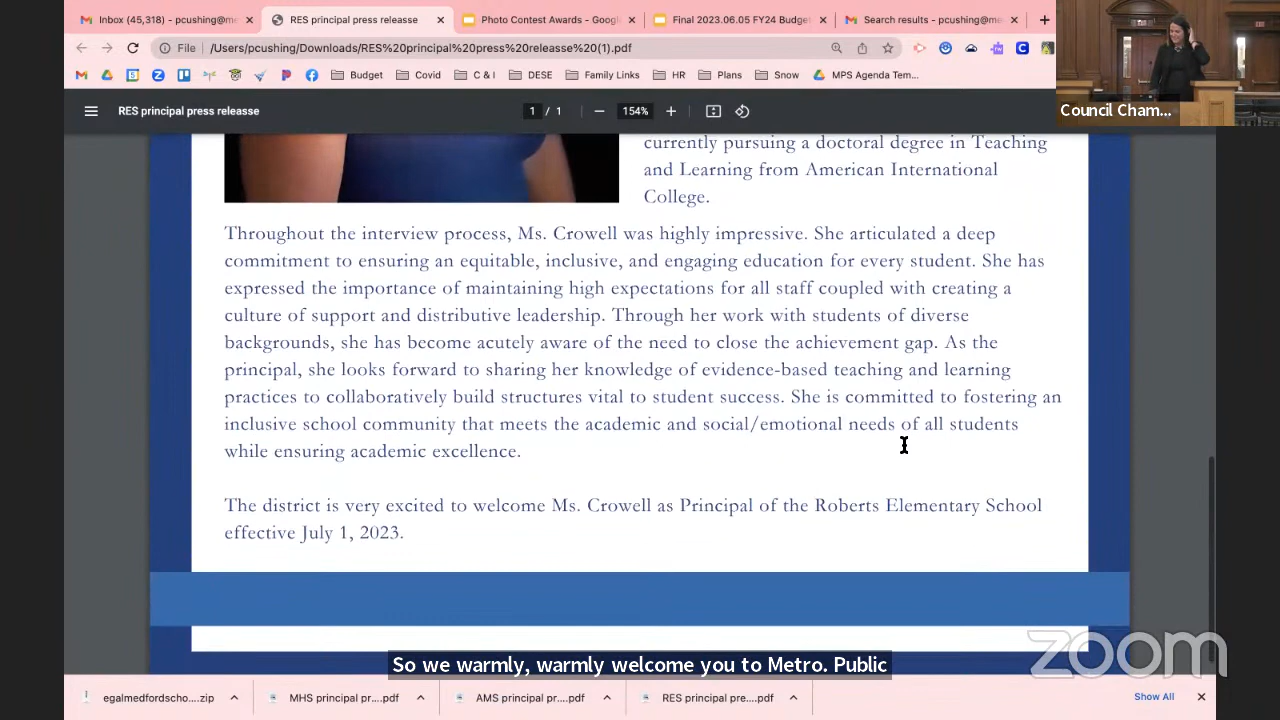 Inbox (45,318) - pcushing@me
RES principal press releasse
Photo Contest Awards - Googl
Final 2023.06.05 FY24 Budget
Search results - pcushing@me
File
/Users/pcushing/Downloads/RES%20principal%20press%20releasse%20(1).pdf
Budget
Covid
C & I
DESE
Family Links
HR
Plans
Snow
MPS Agenda Tem...
Council Cham...
RES principal press releasse
1 / 1
154%
currently pursuing a doctoral degree in Teaching
and Learning from American International
College.
Throughout the interview process, Ms. Crowell was highly impressive. She articulated a deep
commitment to ensuring an equitable, inclusive, and engaging education for every student. She has
expressed the importance of maintaining high expectations for all staff coupled with creating a
culture of support and distributive leadership. Through her work with students of diverse
backgrounds, she has become acutely aware of the need to close the achievement gap. As the
principal, she looks forward to sharing her knowledge of evidence-based teaching and learning
practices to collaboratively build structures vital to student success. She is committed to fostering an
inclusive school community that meets the academic and social/emotional needs of all students
while ensuring academic excellence.
The district is very excited to welcome Ms. Crowell as Principal of the Roberts Elementary School
effective July 1, 2023.
zoom
So we warmly, warmly welcome you to Metro. Public
egalmedfordscho....zip
MHS principal pr....pdf
AMS principal pr....pdf
RES principal pre....pdf
Show All